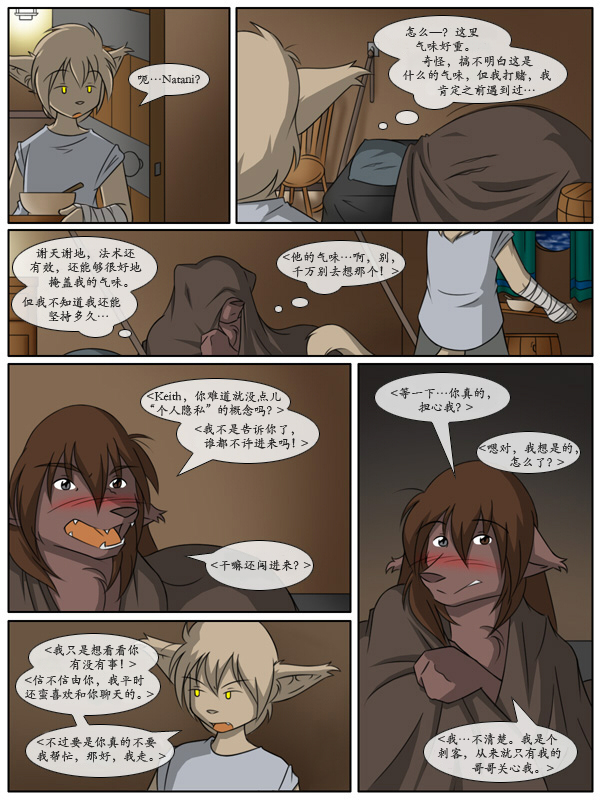 呃…Natani?
怎么—? 这里
气味好重。
奇怪，搞不明白这是
什么的气味，但我打赌，我
肯定之前遇到过…
谢天谢地，法术还
有效，还能够很好地
掩盖我的气味。
但我不知道我还能
坚持多久…
<他的气味…啊，别，
千万别去想那个！>
<Keith，你难道就没点儿
“个人隐私”的概念吗？>
<我不是告诉你了，
谁都不许进来吗！>
<干嘛还闯进来？>
<我只是想看看你
有没有事！>
<信不信由你，我平时
还蛮喜欢和你聊天的。>
<不过要是你真的不要
我帮忙，那好，我走。>
<等一下…你真的，
担心我？>
<嗯对，我想是的，
怎么了？>
<我…不清楚。我是个
刺客，从来就只有我的
哥哥关心我。>